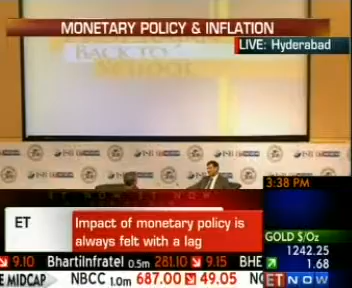 MONETARY POLICY & INFLATION
LIVE: Hyderabad
BACK TO
SCHOOL
3:38 PM
ET
Impact of monetary policy is
always felt with a lag
GOLD $/Oz
1242.25
1.68
9.10 BhartiInfratel 0.5m 281.10 9.15 BHE
E MIDCAP NBCC 1.0m 687.00 49.05 NC
ET NOW